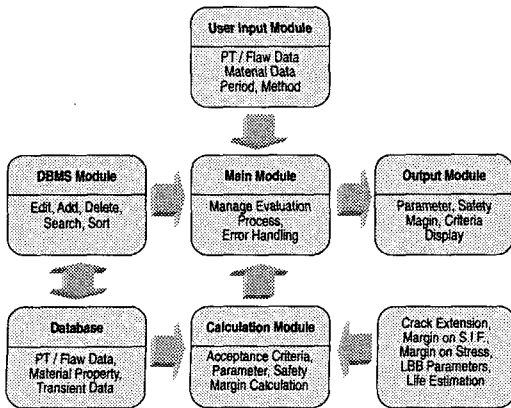 User Input Module
PT / Flaw Data
Material Data
Period, Method
DBMS Module
Edit, Add, Delete,
Search, Sort
Main Module
Manage Evaluation
Process,
Error Handling
Output Module
Parameter, Safety
Magin, Criteria
Display
Database
PT / Flaw Data,
Material Property,
Transient Data
Calculation Module
Acceptance Criteria,
Parameter, Safety
Margin Calculation
Crack Extension,
Margin on S.I.F.,
Margin on Stress,
LBB Parameters,
Life Estimation